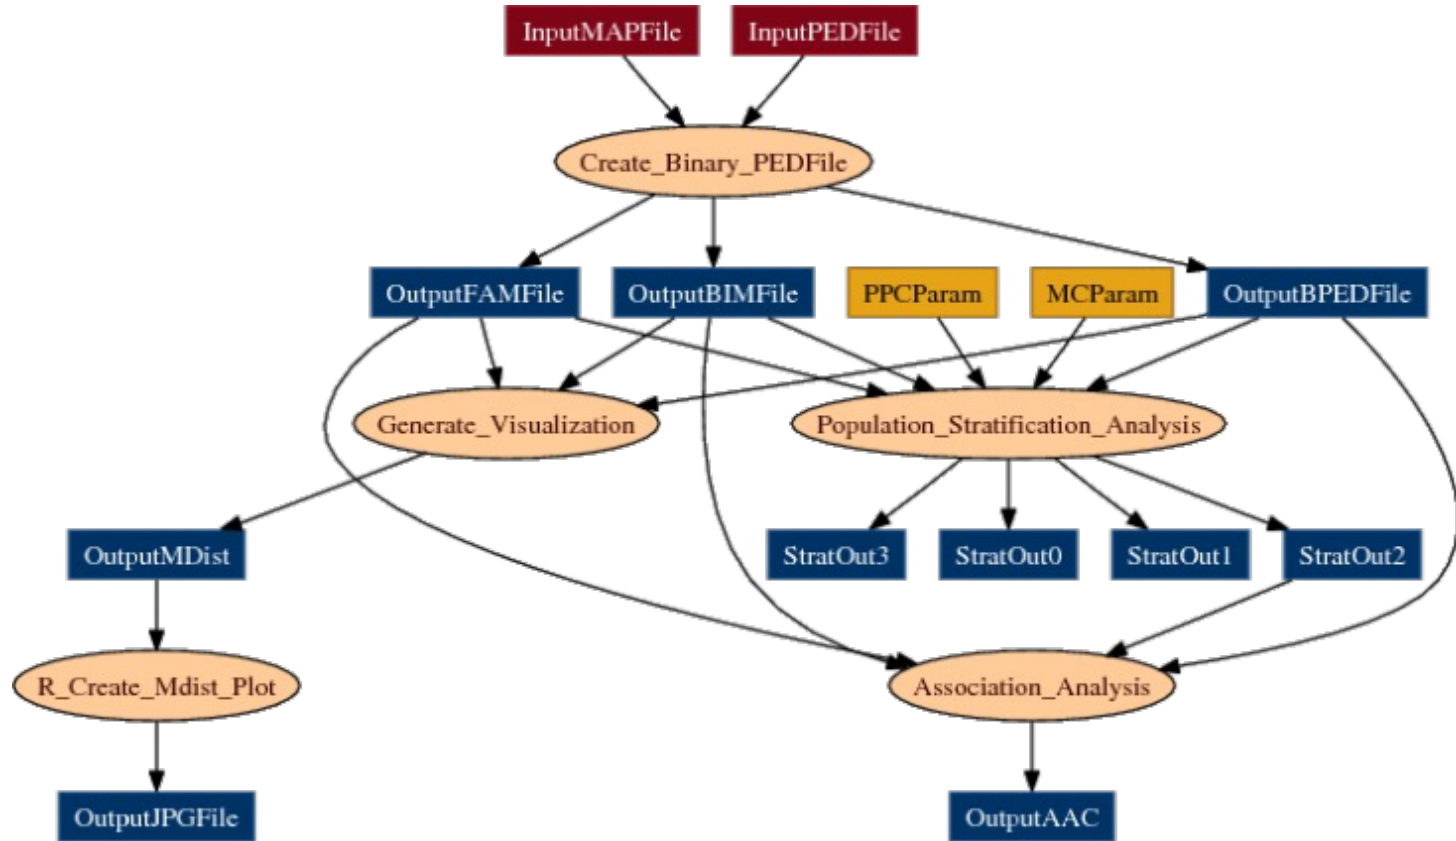 InputMAPFile
InputPEDFile
Create_Binary_PEDFile
OutputFAMFile
OutputBIMFile
PPCParam
MCParam
OutputBPEDFile
Generate_Visualization
Population_Stratification_Analysis
OutputMDist
StratOut3
StratOut0
StratOut1
StratOut2
R_Create_Mdist_Plot
Association_Analysis
OutputJPGFile
OutputAAC